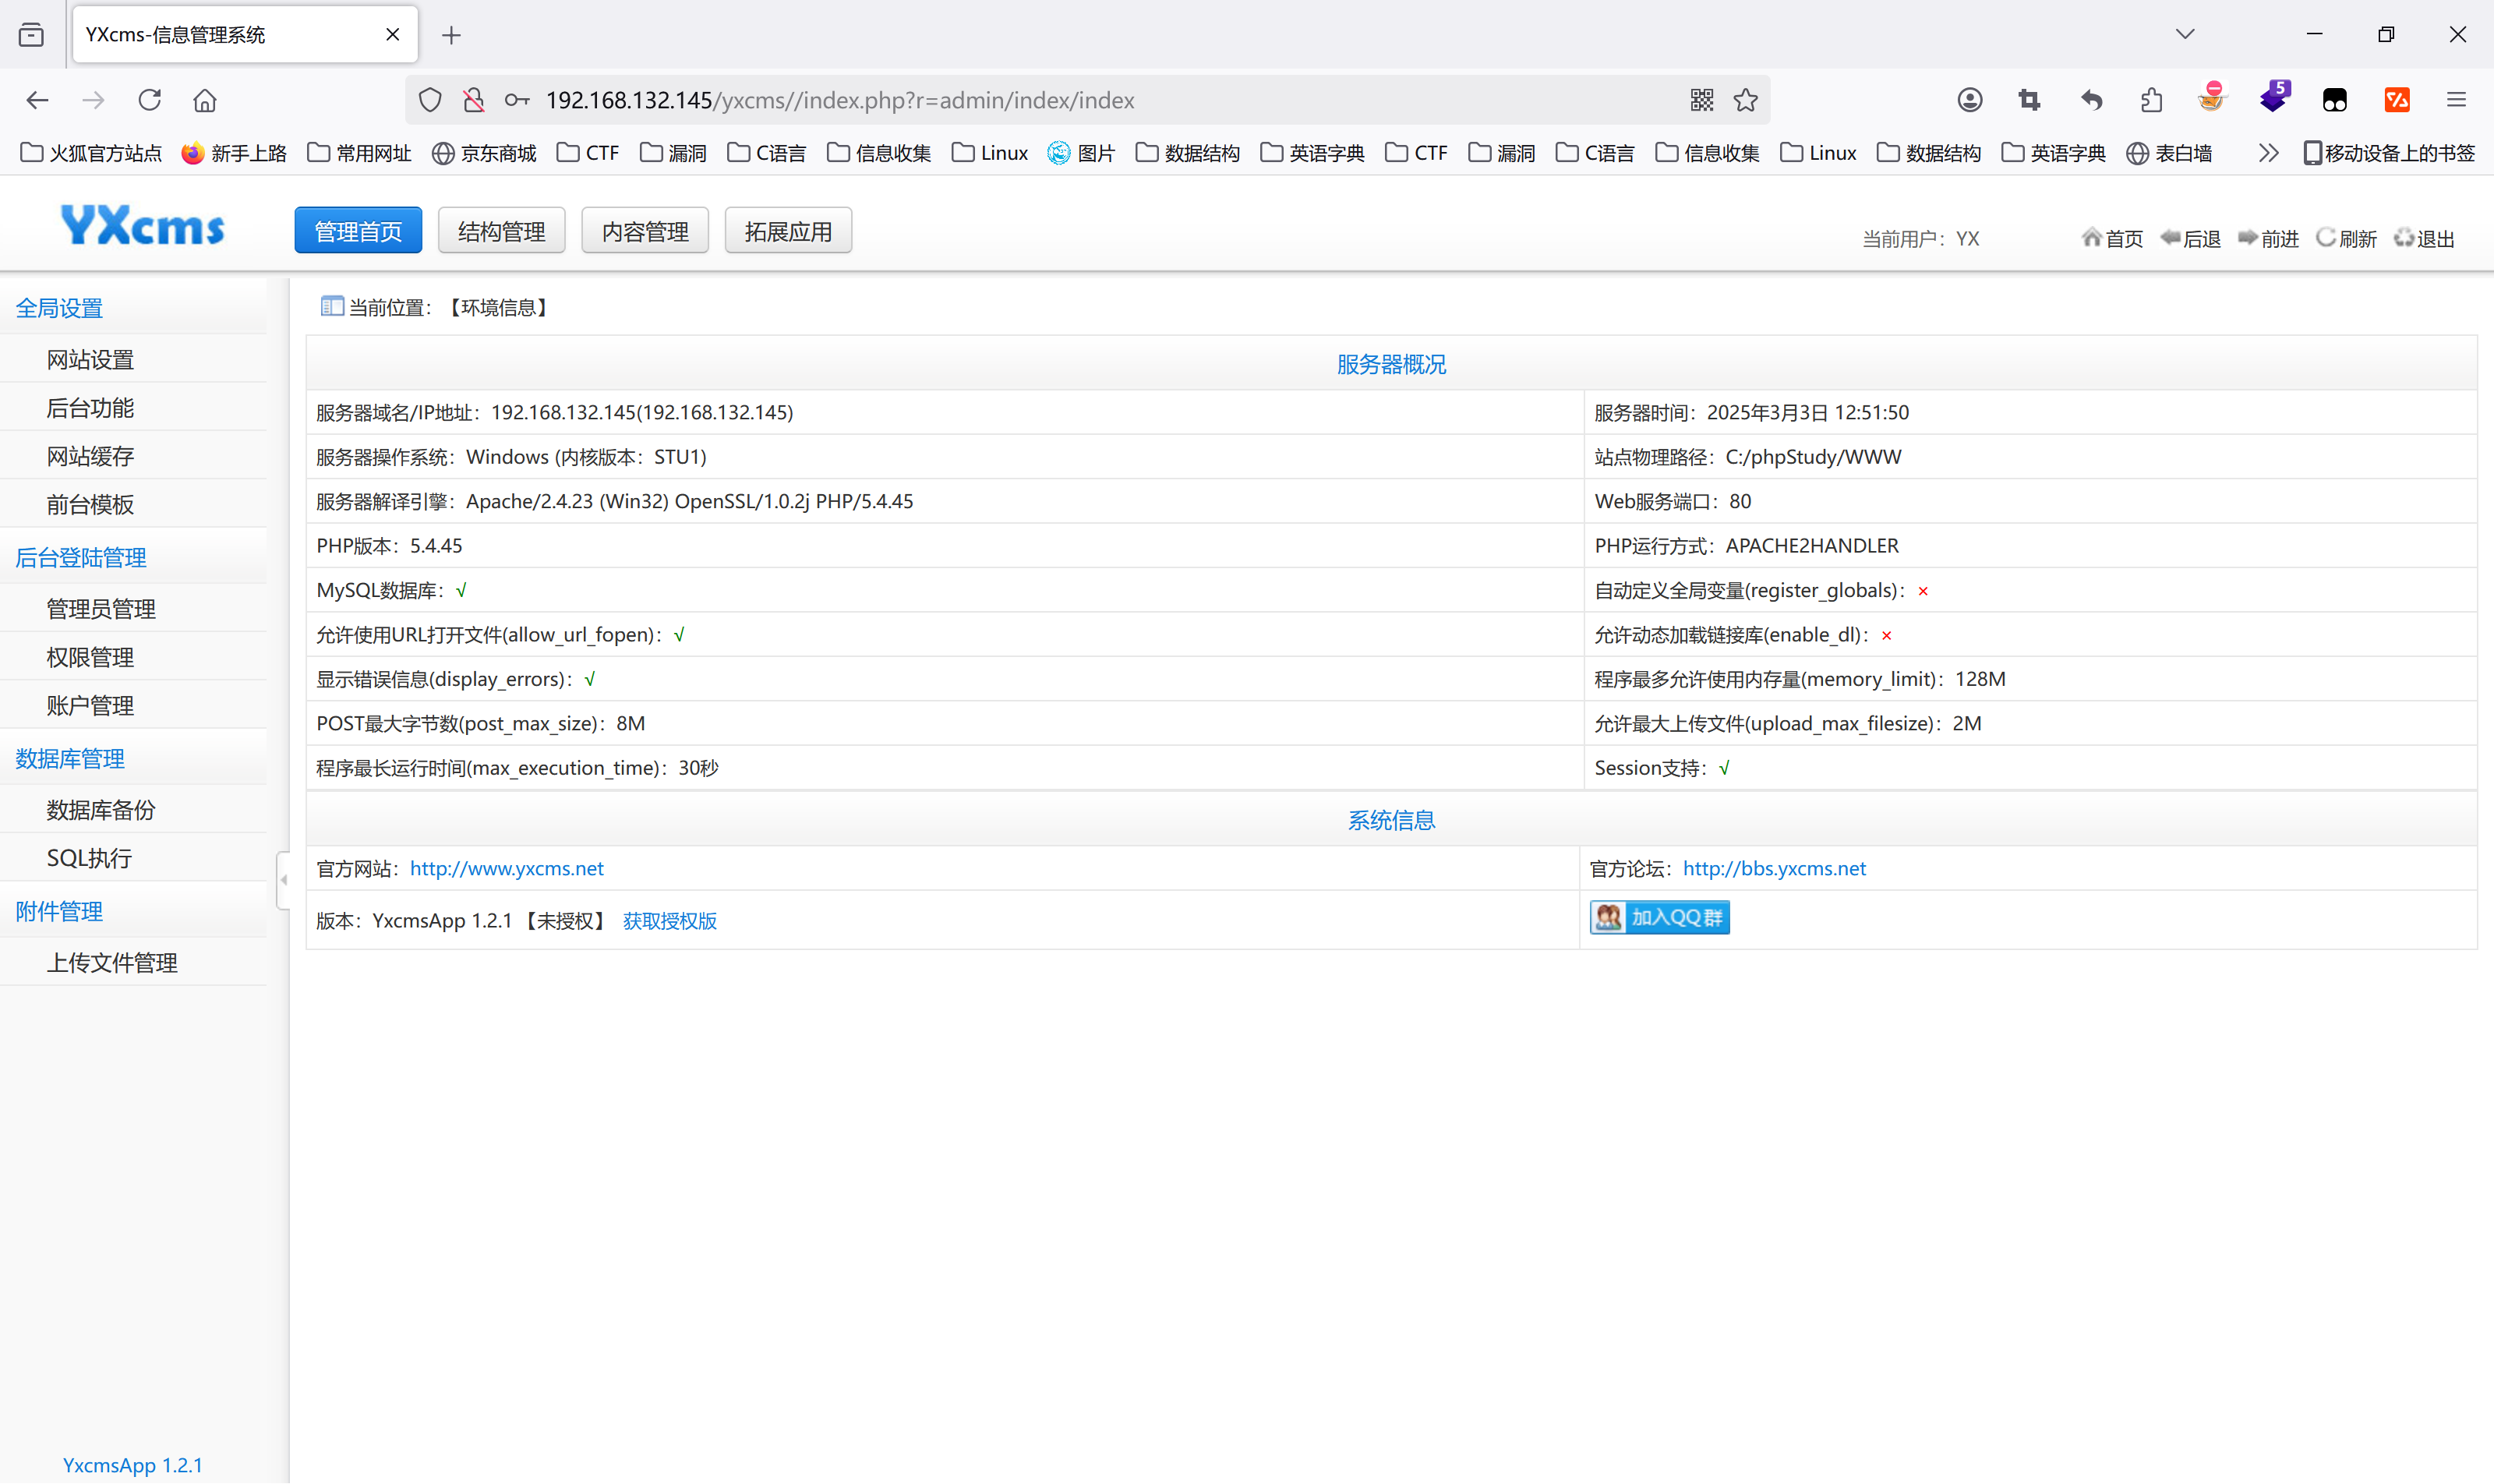 YXcms-信息管理系统
192.168.132.145/yxcms//index.php?r=admin/index/index
5
火狐官方站点 新手上路 常用网址 京东商城 CTF 漏洞 C语言 信息收集 Linux 图片 数据结构 英语字典 CTF 漏洞 C语言 信息收集 Linux 数据结构 英语字典 表白墙 移动设备上的书签
YXcms 管理首页 结构管理 内容管理 拓展应用 当前用户：YX 首页 后退 前进 刷新 退出
全局设置
网站设置
后台功能
网站缓存
前台模板
后台登陆管理
管理员管理
权限管理
账户管理
数据库管理
数据库备份
SQL执行
附件管理
上传文件管理
YxcmsApp 1.2.1
当前位置：【环境信息】
服务器概况
服务器域名/IP地址：192.168.132.145(192.168.132.145) 服务器时间：2025年3月3日 12:51:50
服务器操作系统：Windows (内核版本：STU1) 站点物理路径：C:/phpStudy/WWW
服务器解译引擎：Apache/2.4.23 (Win32) OpenSSL/1.0.2j PHP/5.4.45 Web服务端口：80
PHP版本：5.4.45 PHP运行方式：APACHE2HANDLER
MySQL数据库：√ 自动定义全局变量(register_globals)：×
允许使用URL打开文件(allow_url_fopen)：√ 允许动态加载链接库(enable_dl)：×
显示错误信息(display_errors)：√ 程序最多允许使用内存量(memory_limit)：128M
POST最大字节数(post_max_size)：8M 允许最大上传文件(upload_max_filesize)：2M
程序最长运行时间(max_execution_time)：30秒 Session支持：√
系统信息
官方网站：http://www.yxcms.net 官方论坛：http://bbs.yxcms.net
版本：YxcmsApp 1.2.1 【未授权】 获取授权版 加入QQ群